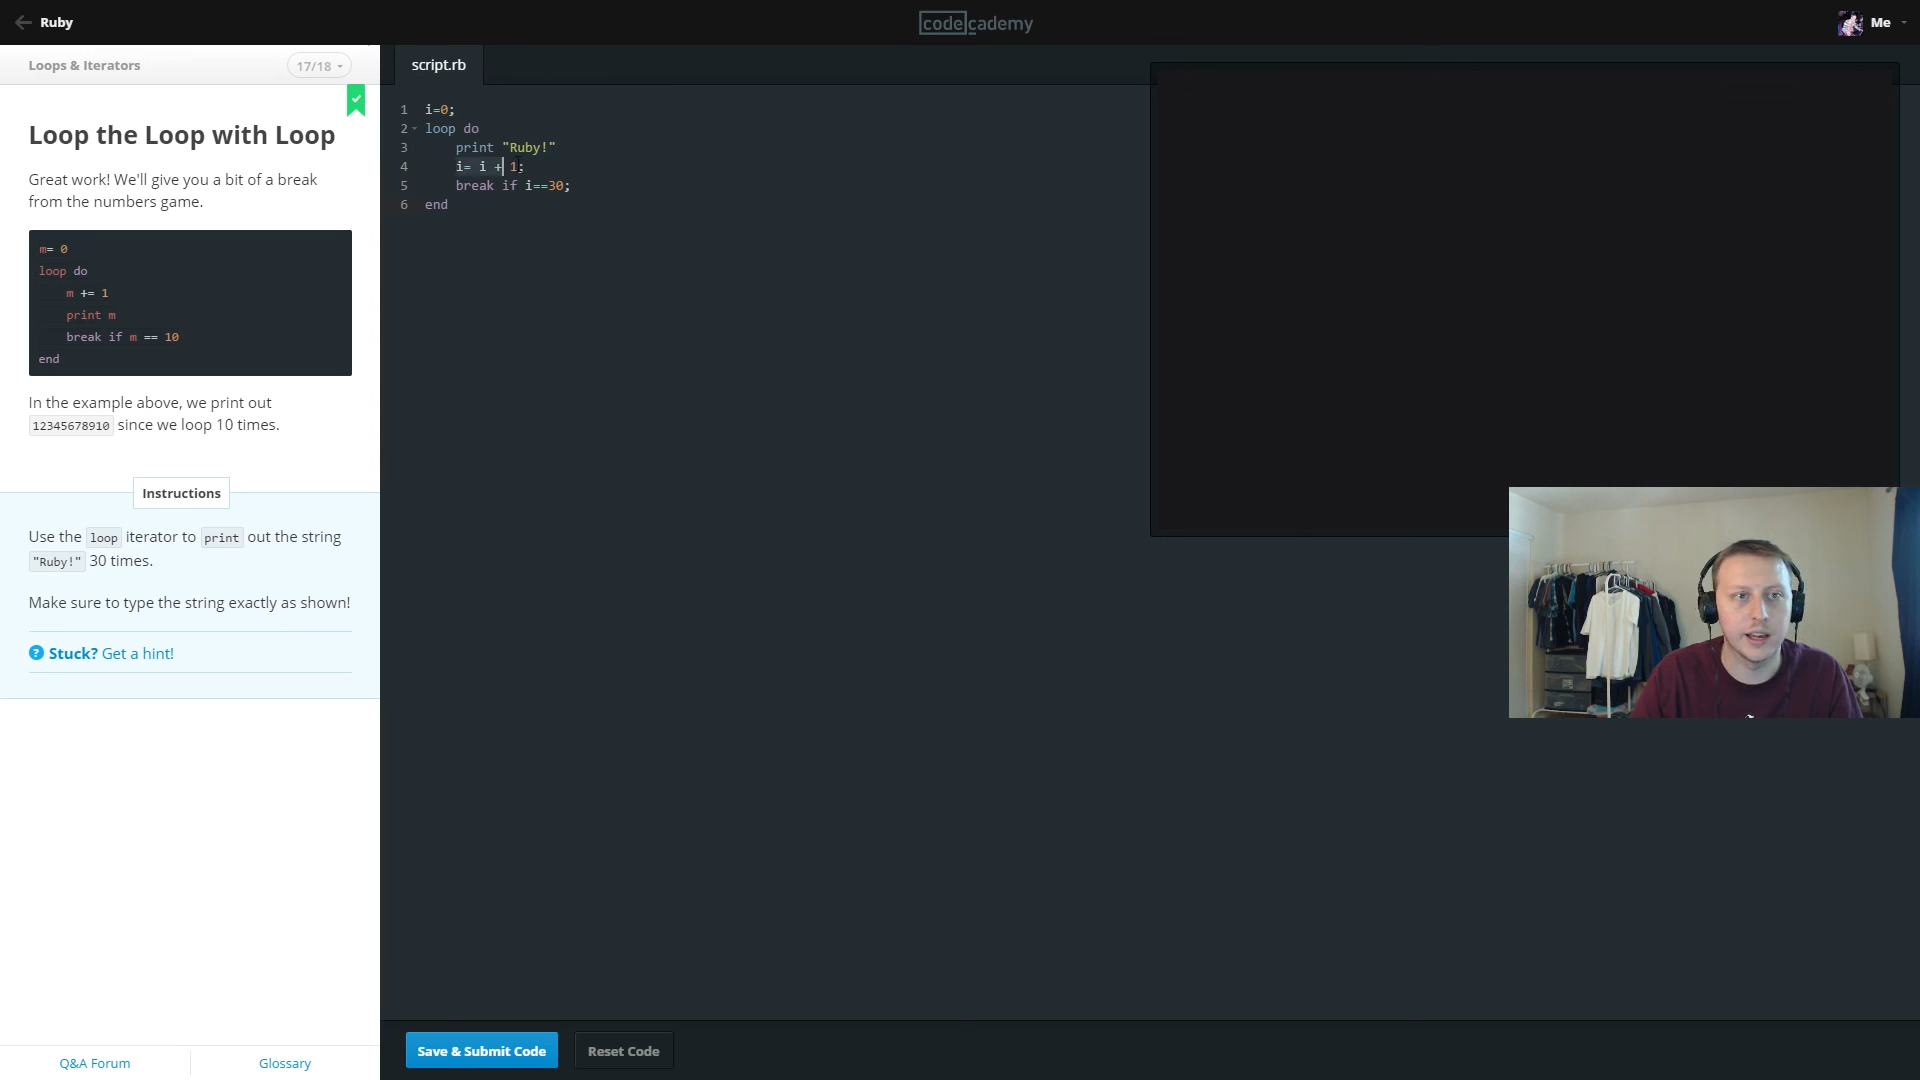 Ruby
codecademy
Me
Loops & Iterators
17/18
script.rb
Loop the Loop with Loop
Great work! We'll give you a bit of a break
from the numbers game.
m= 0
loop do
m += 1
print m
break if m == 10
end
In the example above, we print out
12345678910 since we loop 10 times.
Instructions
Use the loop iterator to print out the string
"Ruby!" 30 times.
Make sure to type the string exactly as shown!
? Stuck? Get a hint!
Q&A Forum
Glossary
1 i=0;
2 loop do
3 print "Ruby!"
4 i= i + 1;
5 break if i==30;
6 end
Save & Submit Code
Reset Code